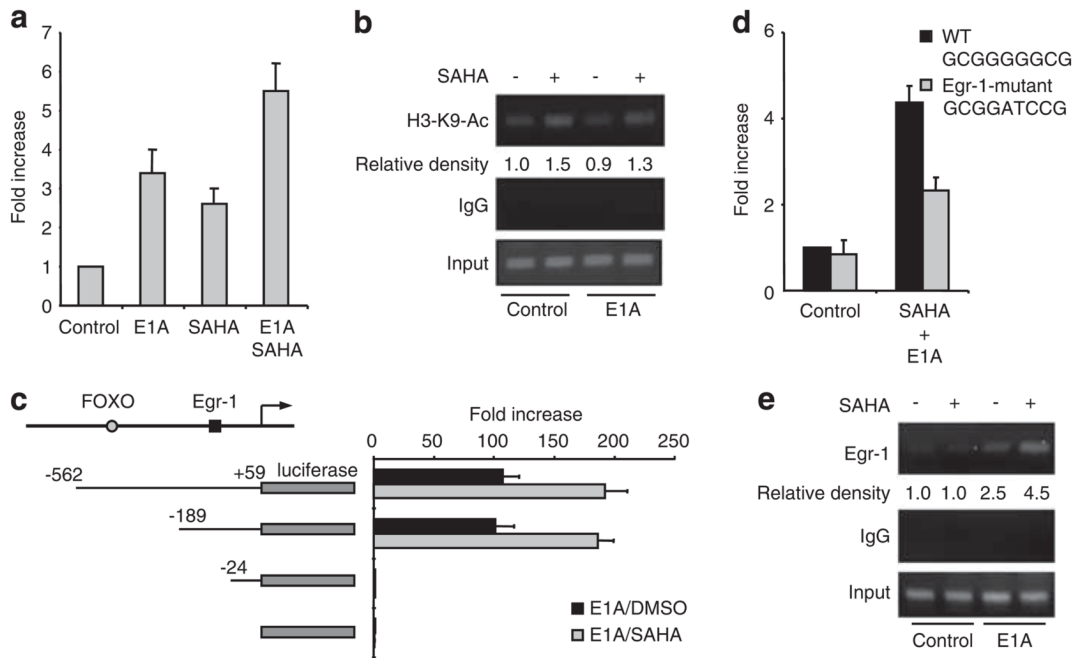 a
Fold increase
7
6
5
4
3
2
1
0
Control
E1A
SAHA
E1A
SAHA
b
SAHA - + - +
H3-K9-Ac
Relative density 1.0 1.5 0.9 1.3
IgG
Input
Control E1A
d
Fold increase
6
4
2
0
WT
GCGGGGGCG
Egr-1-mutant
GCGGATCCG
Control
SAHA
+
E1A
c
FOXO Egr-1
Fold increase
0 50 100 150 200 250
-562 +59 luciferase
-189
-24
E1A/DMSO
E1A/SAHA
e
SAHA - + - +
Egr-1
Relative density 1.0 1.0 2.5 4.5
IgG
Input
Control E1A